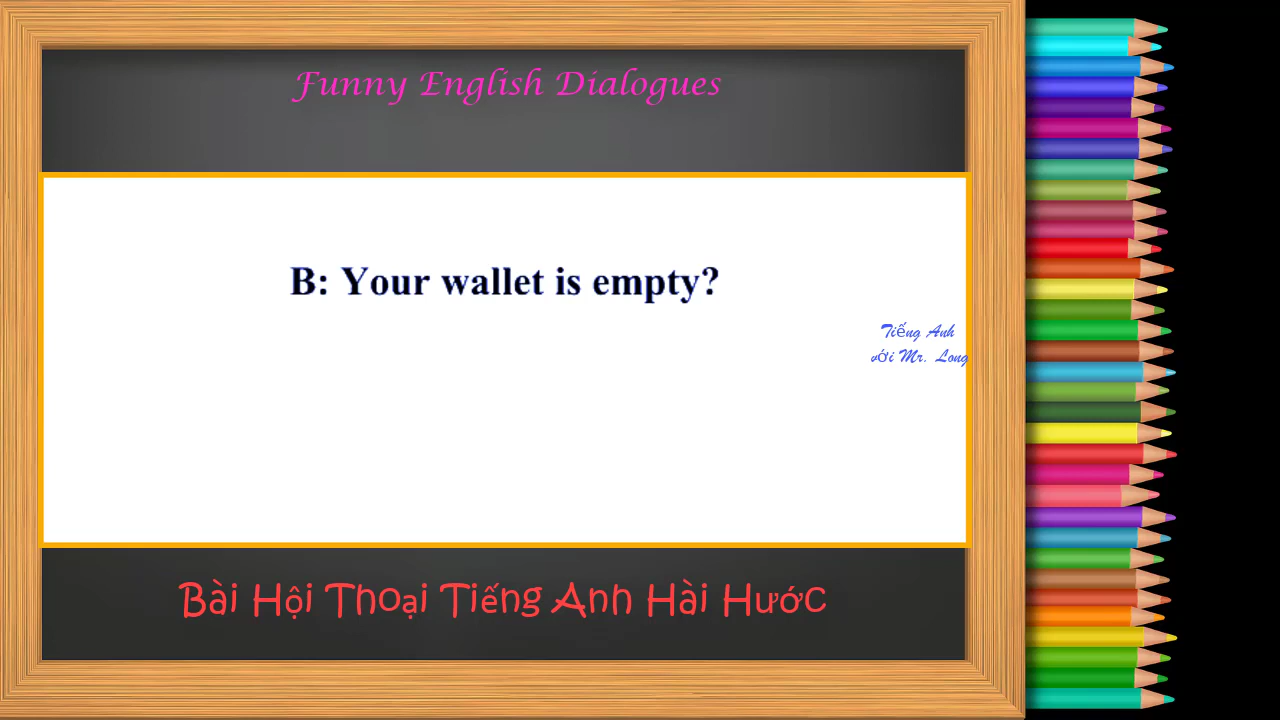 Funny English Dialogues
B: Your wallet is empty?
Tiếng Anh
với Mr. Long
Bài Hội Thoại Tiếng Anh Hài Hước